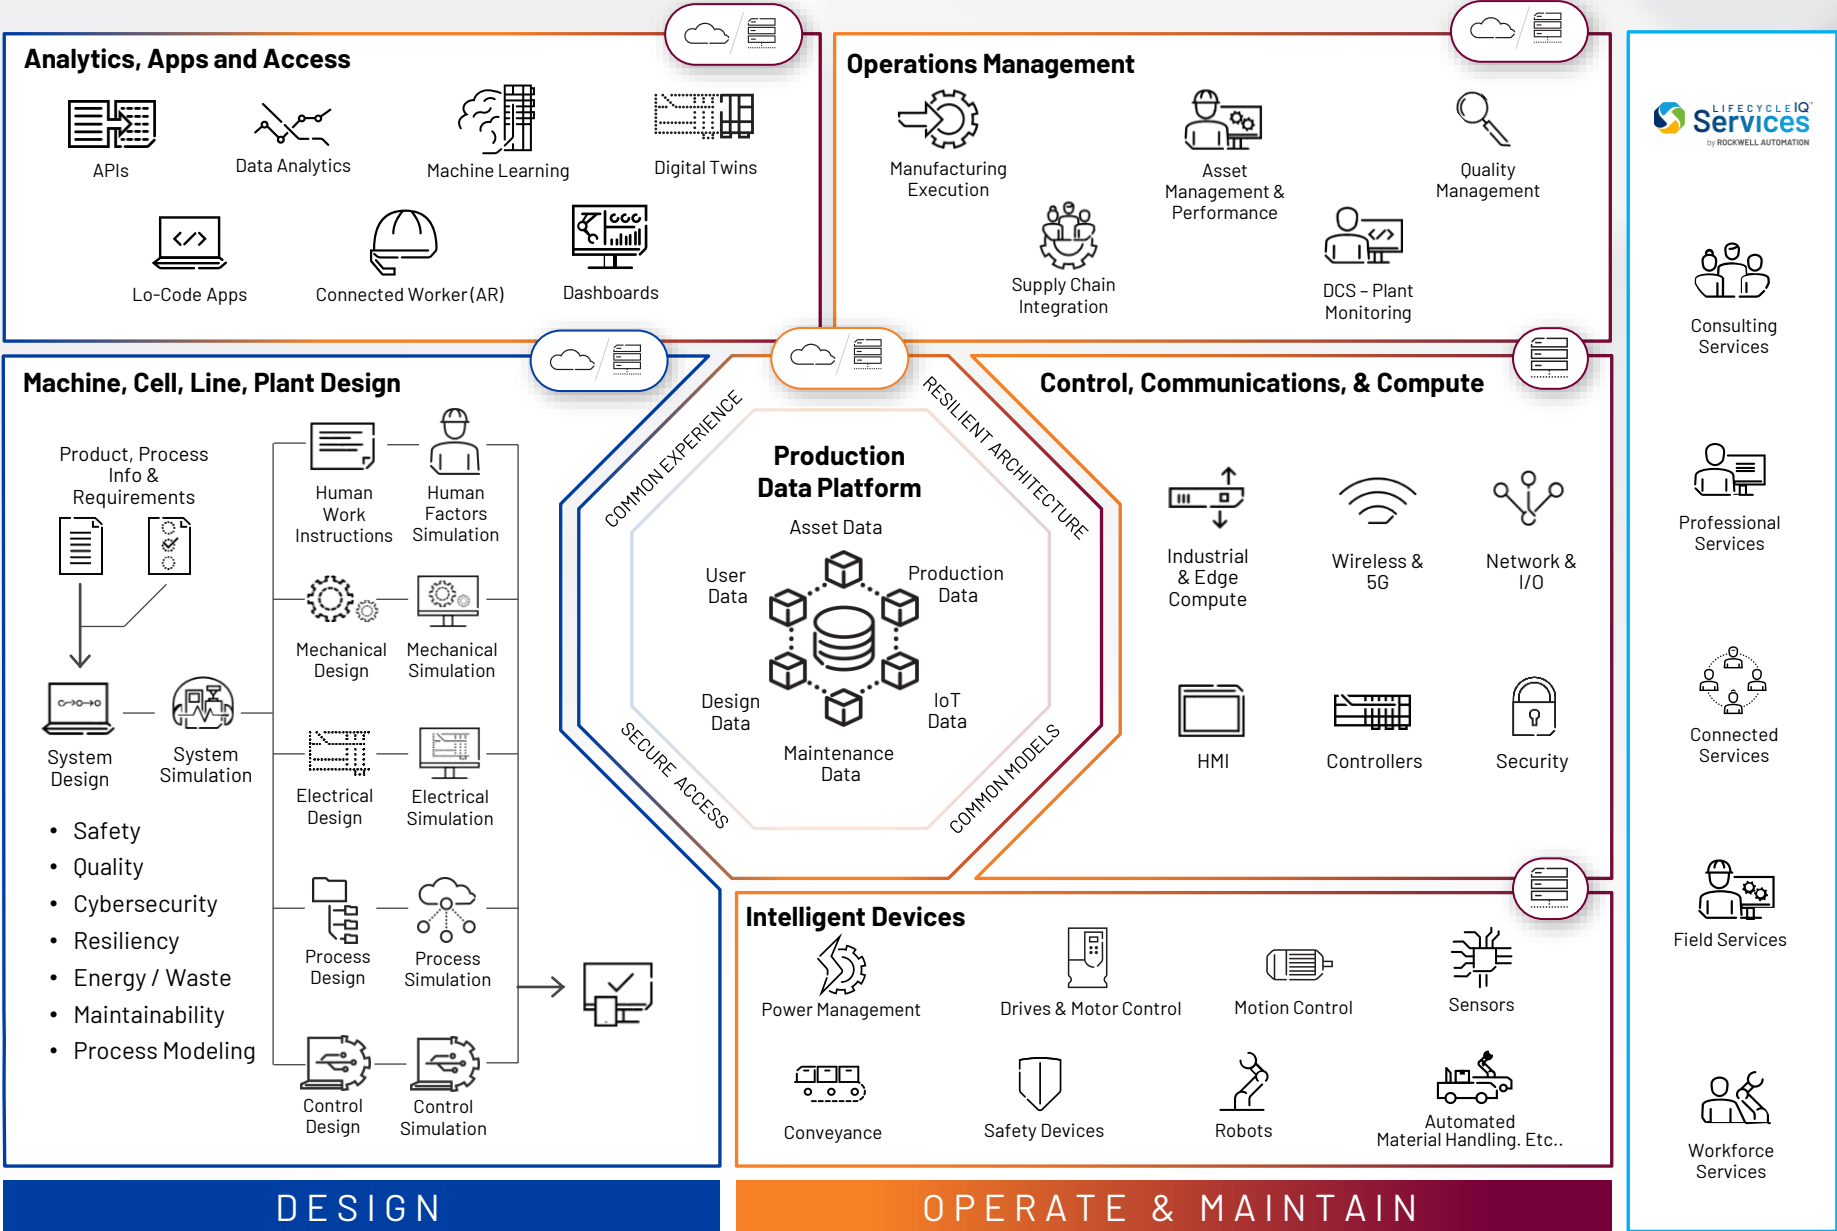 Analytics, Apps and Access
APIs
Data Analytics
Machine Learning
Digital Twins
Lo-Code Apps
Connected Worker (AR)
Dashboards
Operations Management
Manufacturing
Execution
Asset
Management &
Performance
Quality
Management
Supply Chain
Integration
DCS – Plant
Monitoring
LIFECYCLE IQ™
Services
by ROCKWELL AUTOMATION
Consulting
Services
Professional
Services
Connected
Services
Field Services
Workforce
Services
Machine, Cell, Line, Plant Design
Product, Process
Info &
Requirements
System
Design
System
Simulation
Human
Work
Instructions
Human
Factors
Simulation
Mechanical
Design
Mechanical
Simulation
Electrical
Design
Electrical
Simulation
Process
Design
Process
Simulation
Control
Design
Control
Simulation
• Safety
• Quality
• Cybersecurity
• Resiliency
• Energy / Waste
• Maintainability
• Process Modeling
COMMON EXPERIENCE
RESILIENT ARCHITECTURE
SECURE ACCESS
COMMON MODELS
Production
Data Platform
Asset Data
User
Data
Production
Data
Design
Data
IoT
Data
Maintenance
Data
Control, Communications, & Compute
Industrial
& Edge
Compute
Wireless &
5G
Network &
I/O
HMI
Controllers
Security
Intelligent Devices
Power Management
Drives & Motor Control
Motion Control
Sensors
Conveyance
Safety Devices
Robots
Automated
Material Handling. Etc..
DESIGN
OPERATE & MAINTAIN